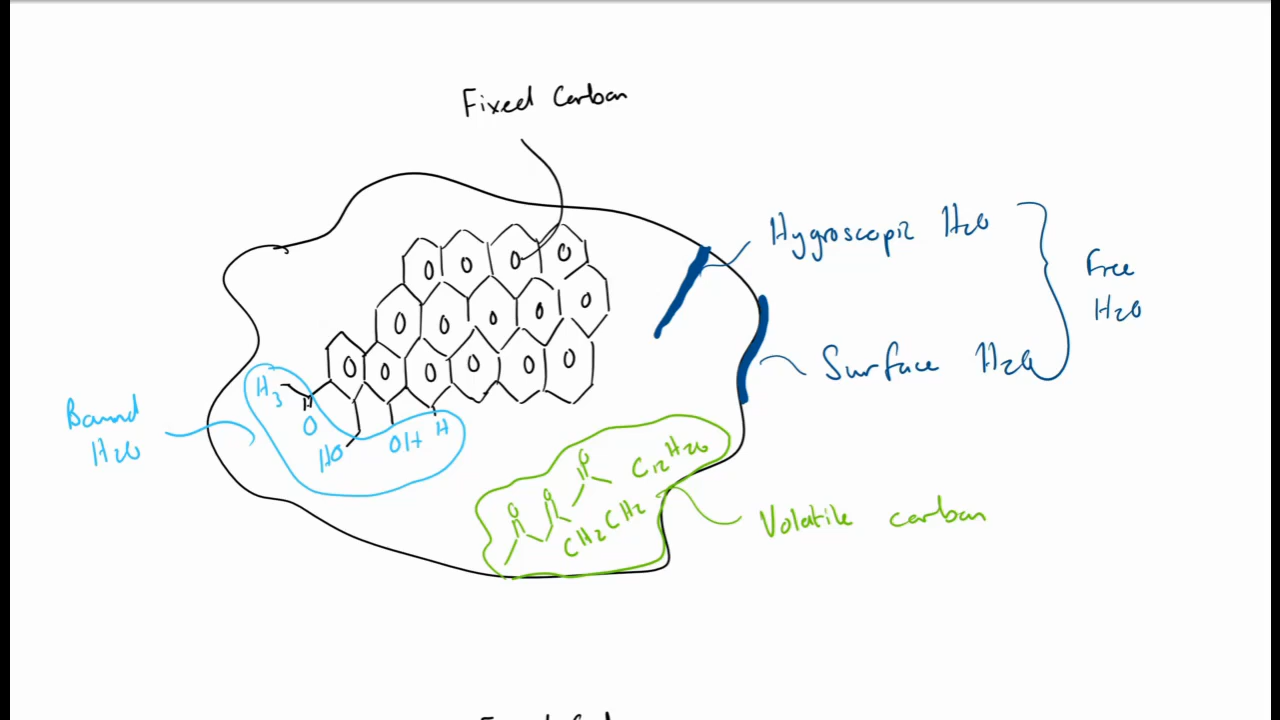 Fixed Carbon
Hygroscopic H2O
Free
H2O
Surface H2O
Bound
H2O
H3
O
HO
OH
H
O
O
O
C12H26
CH2CH2
Volatile carbon